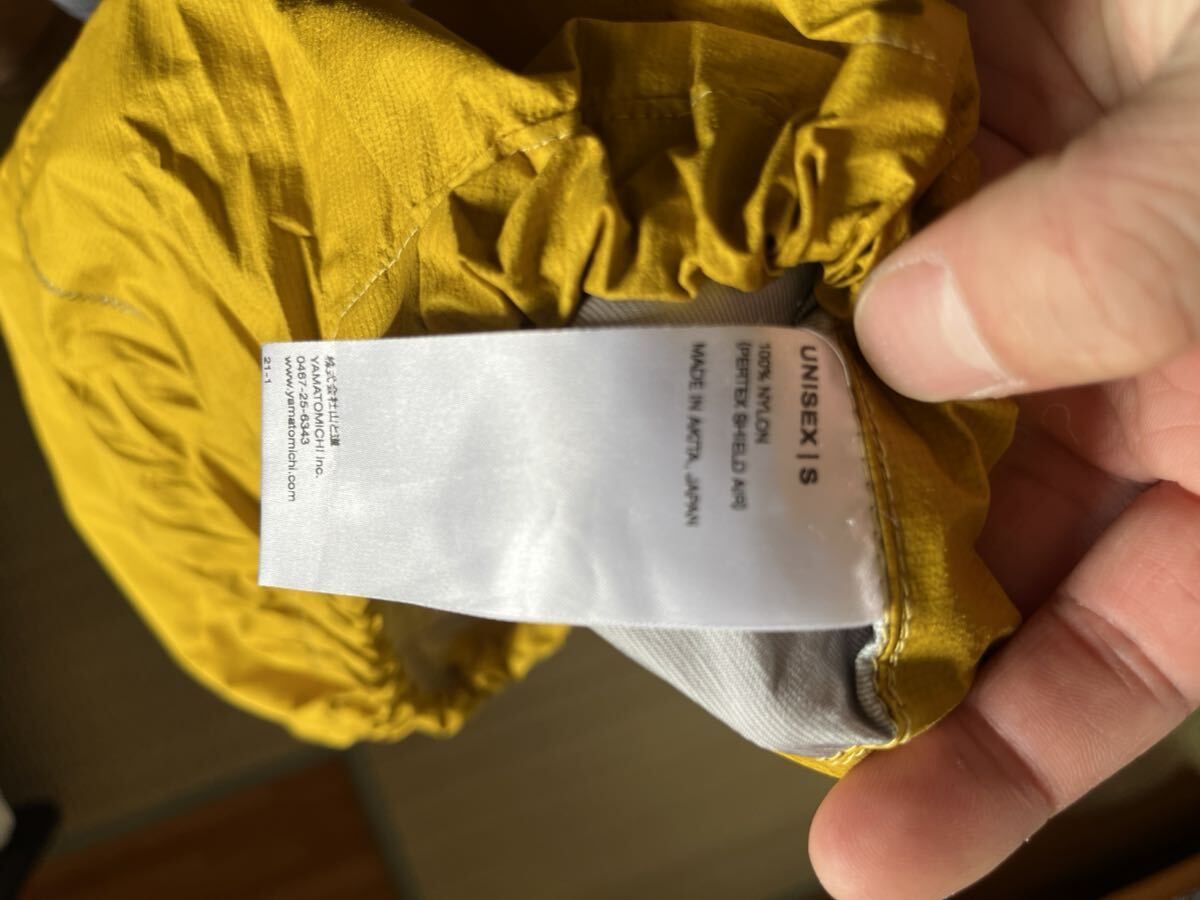 UNISEX | S
100% NYLON
(PERTEX SHIELD AIR)
MADE IN AKITA, JAPAN
株式会社山と道
YAMATOMICHI Inc.
0467-25-6343
www.yamatomichi.com
21-1